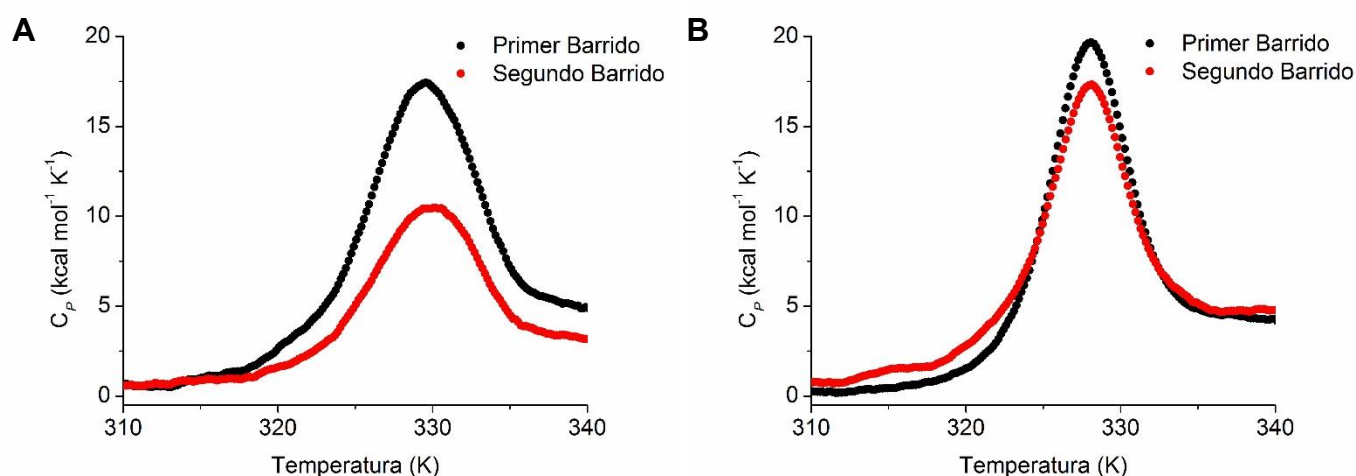 A
20
15
10
5
0
C_P (kcal mol⁻¹ K⁻¹)
Primer Barrido
Segundo Barrido
310 320 330 340
Temperatura (K)
B
20
15
10
5
0
C_P (kcal mol⁻¹ K⁻¹)
Primer Barrido
Segundo Barrido
310 320 330 340
Temperatura (K)